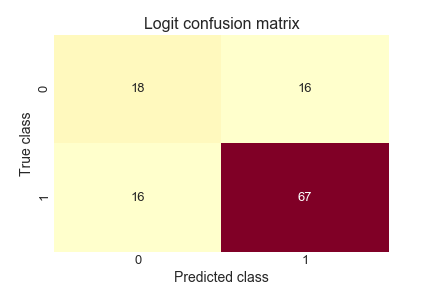 Logit confusion matrix
0
18
16
True class
1
16
67
0
1
Predicted class